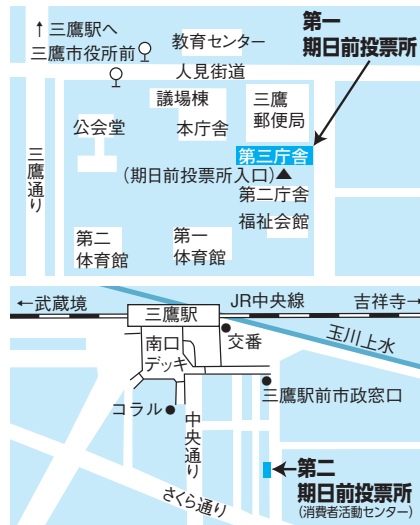 ↑三鷹駅へ
三鷹市役所前
教育センター
第一
期日前投票所
人見街道
議場棟
三鷹
郵便局
公会堂
本庁舎
第三庁舎
(期日前投票所入口)▲
三鷹通り
第二庁舎
福祉会館
第二
体育館
第一
体育館
←武蔵境
JR中央線
吉祥寺→
三鷹駅
玉川上水
南口
デッキ
交番
三鷹駅前市政窓口
コラル
中央通り
さくら通り
第二
期日前投票所
(消費者活動センター)